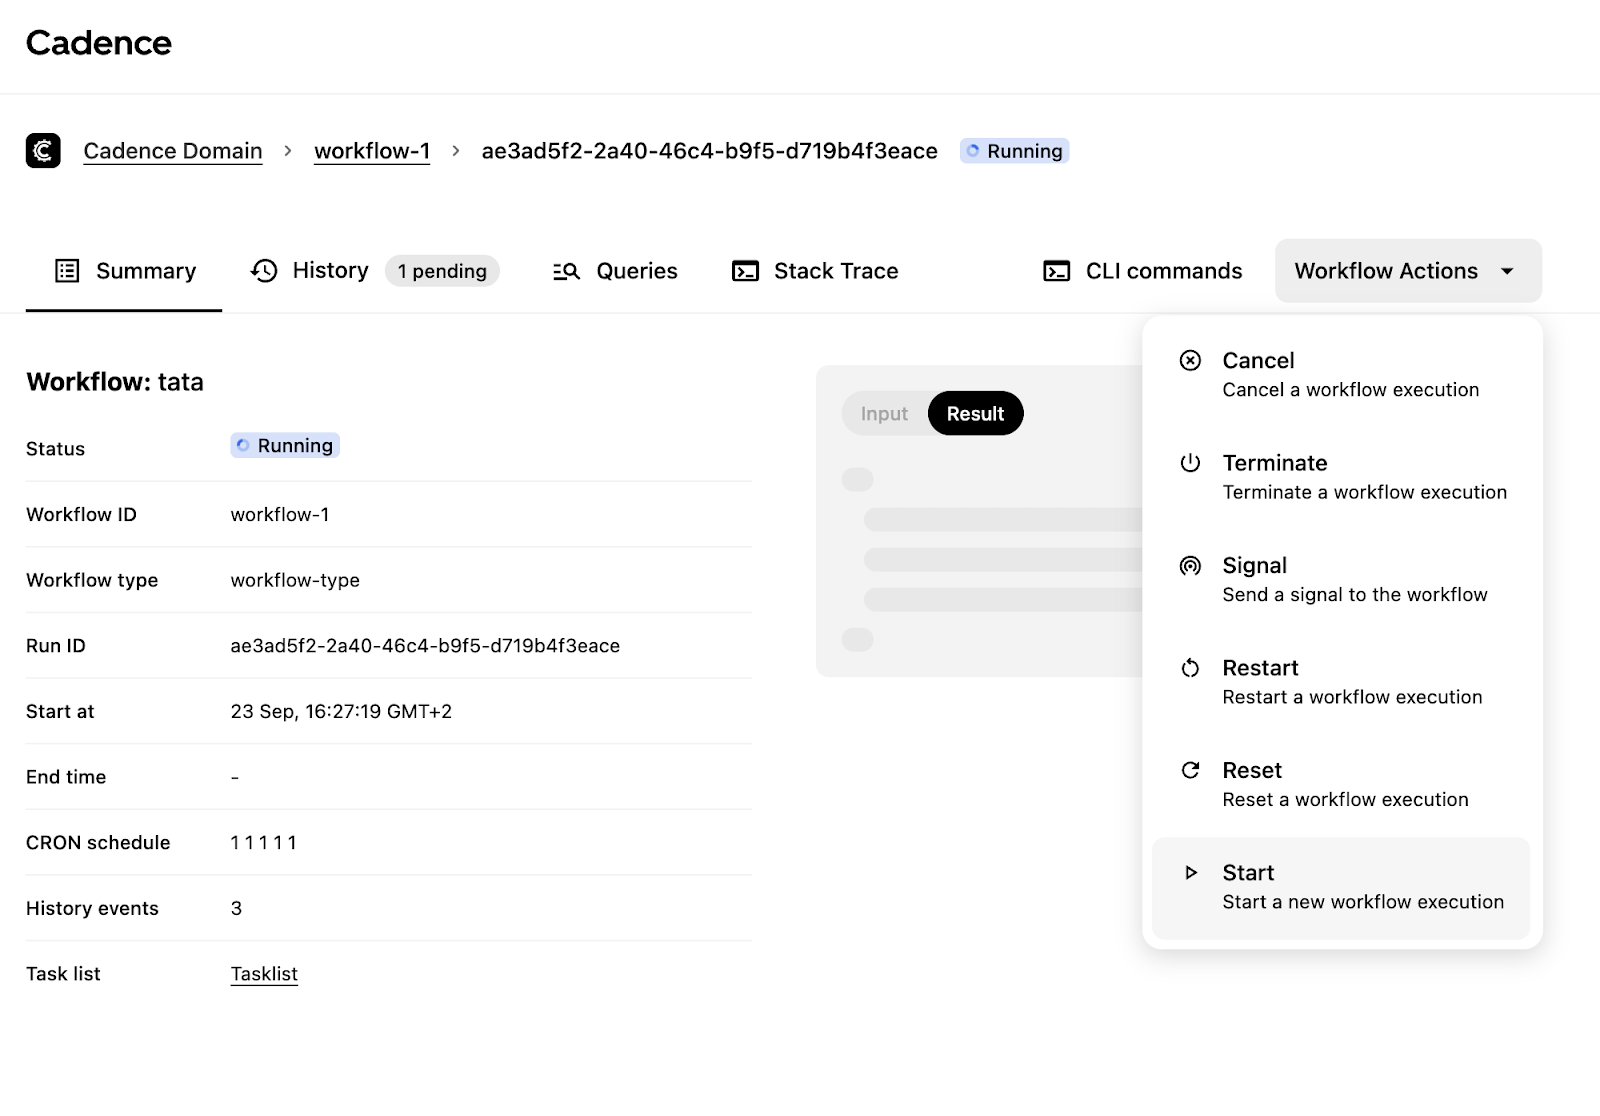 Cadence
Cadence Domain > workflow-1 > ae3ad5f2-2a40-46c4-b9f5-d719b4f3eace Running
Summary History 1 pending Queries Stack Trace CLI commands Workflow Actions
Workflow: tata
Status Running
Workflow ID workflow-1
Workflow type workflow-type
Run ID ae3ad5f2-2a40-46c4-b9f5-d719b4f3eace
Start at 23 Sep, 16:27:19 GMT+2
End time -
CRON schedule 1 1 1 1 1
History events 3
Task list Tasklist
Input Result
Cancel
Cancel a workflow execution
Terminate
Terminate a workflow execution
Signal
Send a signal to the workflow
Restart
Restart a workflow execution
Reset
Reset a workflow execution
Start
Start a new workflow execution